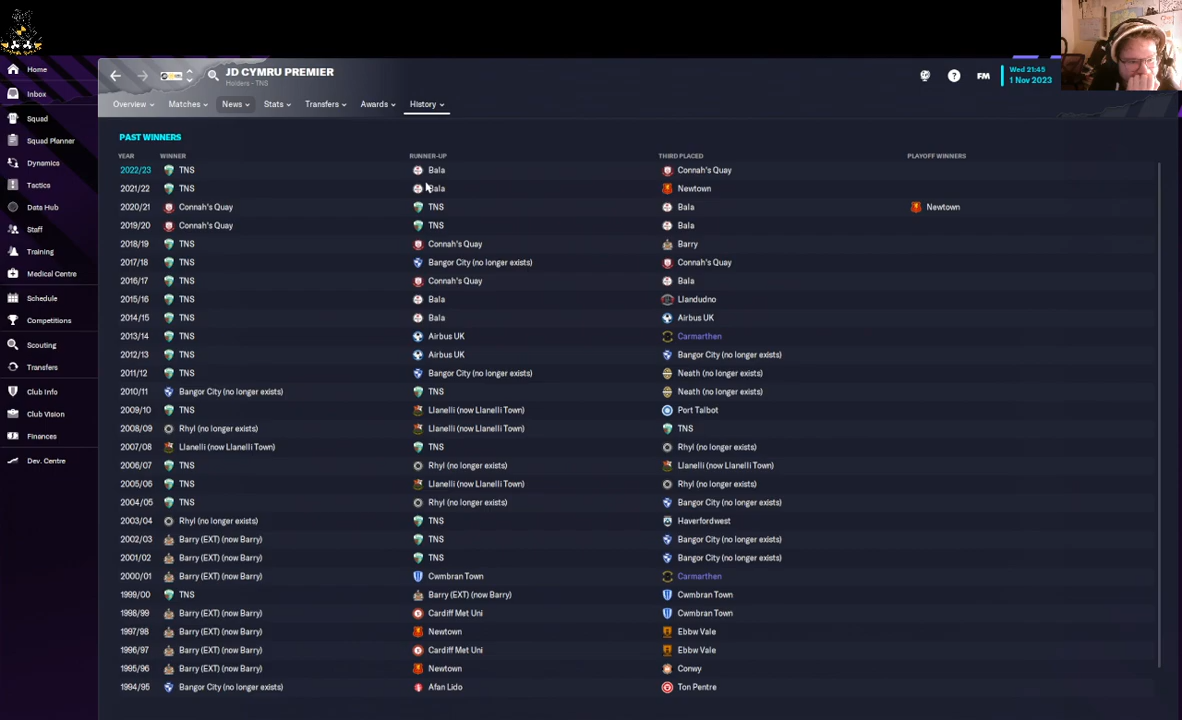 JD CYMRU PREMIER
Holders - TNS
FM
Wed 21:45
1 Nov 2023
Home
Inbox
Squad
Squad Planner
Dynamics
Tactics
Data Hub
Staff
Training
Medical Centre
Schedule
Competitions
Scouting
Transfers
Club Info
Club Vision
Finances
Dev. Centre
Overview Matches News Stats Transfers Awards History
PAST WINNERS
YEAR WINNER RUNNER-UP THIRD PLACED PLAYOFF WINNERS
2022/23 TNS Bala Connah's Quay
2021/22 TNS Bala Newtown
2020/21 Connah's Quay TNS Bala Newtown
2019/20 Connah's Quay TNS Bala
2018/19 TNS Connah's Quay Barry
2017/18 TNS Bangor City (no longer exists) Connah's Quay
2016/17 TNS Connah's Quay Bala
2015/16 TNS Bala Llandudno
2014/15 TNS Bala Airbus UK
2013/14 TNS Airbus UK Carmarthen
2012/13 TNS Airbus UK Bangor City (no longer exists)
2011/12 TNS Bangor City (no longer exists) Neath (no longer exists)
2010/11 Bangor City (no longer exists) TNS Neath (no longer exists)
2009/10 TNS Llanelli (now Llanelli Town) Port Talbot
2008/09 Rhyl (no longer exists) Llanelli (now Llanelli Town) TNS
2007/08 Llanelli (now Llanelli Town) TNS Rhyl (no longer exists)
2006/07 TNS Rhyl (no longer exists) Llanelli (now Llanelli Town)
2005/06 TNS Llanelli (now Llanelli Town) Rhyl (no longer exists)
2004/05 TNS Rhyl (no longer exists) Bangor City (no longer exists)
2003/04 Rhyl (no longer exists) TNS Haverfordwest
2002/03 Barry (EXT) (now Barry) TNS Bangor City (no longer exists)
2001/02 Barry (EXT) (now Barry) TNS Bangor City (no longer exists)
2000/01 Barry (EXT) (now Barry) Cwmbran Town Carmarthen
1999/00 TNS Barry (EXT) (now Barry) Cwmbran Town
1998/99 Barry (EXT) (now Barry) Cardiff Met Uni Cwmbran Town
1997/98 Barry (EXT) (now Barry) Newtown Ebbw Vale
1996/97 Barry (EXT) (now Barry) Cardiff Met Uni Ebbw Vale
1995/96 Barry (EXT) (now Barry) Newtown Conwy
1994/95 Bangor City (no longer exists) Afan Lido Ton Pentre